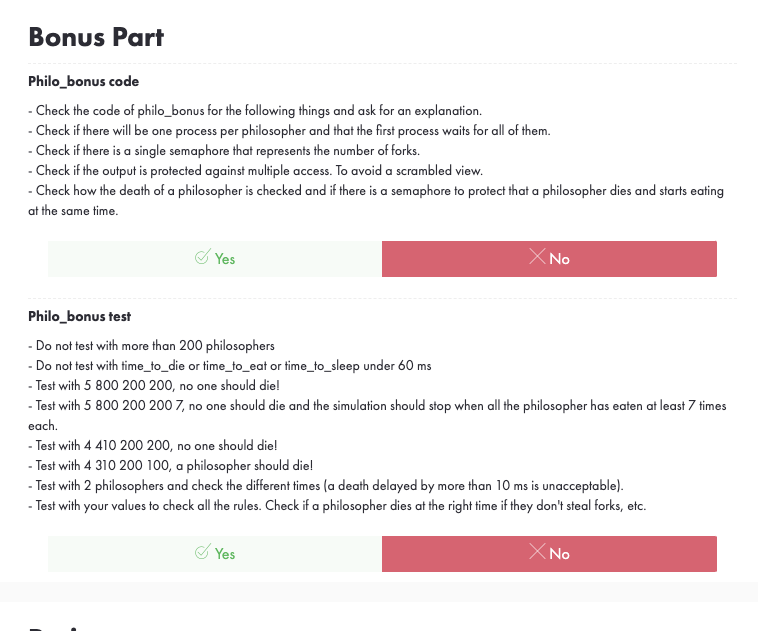 Bonus Part
Philo_bonus code
- Check the code of philo_bonus for the following things and ask for an explanation.
- Check if there will be one process per philosopher and that the first process waits for all of them.
- Check if there is a single semaphore that represents the number of forks.
- Check if the output is protected against multiple access. To avoid a scrambled view.
- Check how the death of a philosopher is checked and if there is a semaphore to protect that a philosopher dies and starts eating
at the same time.
Yes
No
Philo_bonus test
- Do not test with more than 200 philosophers
- Do not test with time_to_die or time_to_eat or time_to_sleep under 60 ms
- Test with 5 800 200 200, no one should die!
- Test with 5 800 200 200 7, no one should die and the simulation should stop when all the philosopher has eaten at least 7 times
each.
- Test with 4 410 200 200, no one should die!
- Test with 4 310 200 100, a philosopher should die!
- Test with 2 philosophers and check the different times (a death delayed by more than 10 ms is unacceptable).
- Test with your values to check all the rules. Check if a philosopher dies at the right time if they don't steal forks, etc.
Yes
No